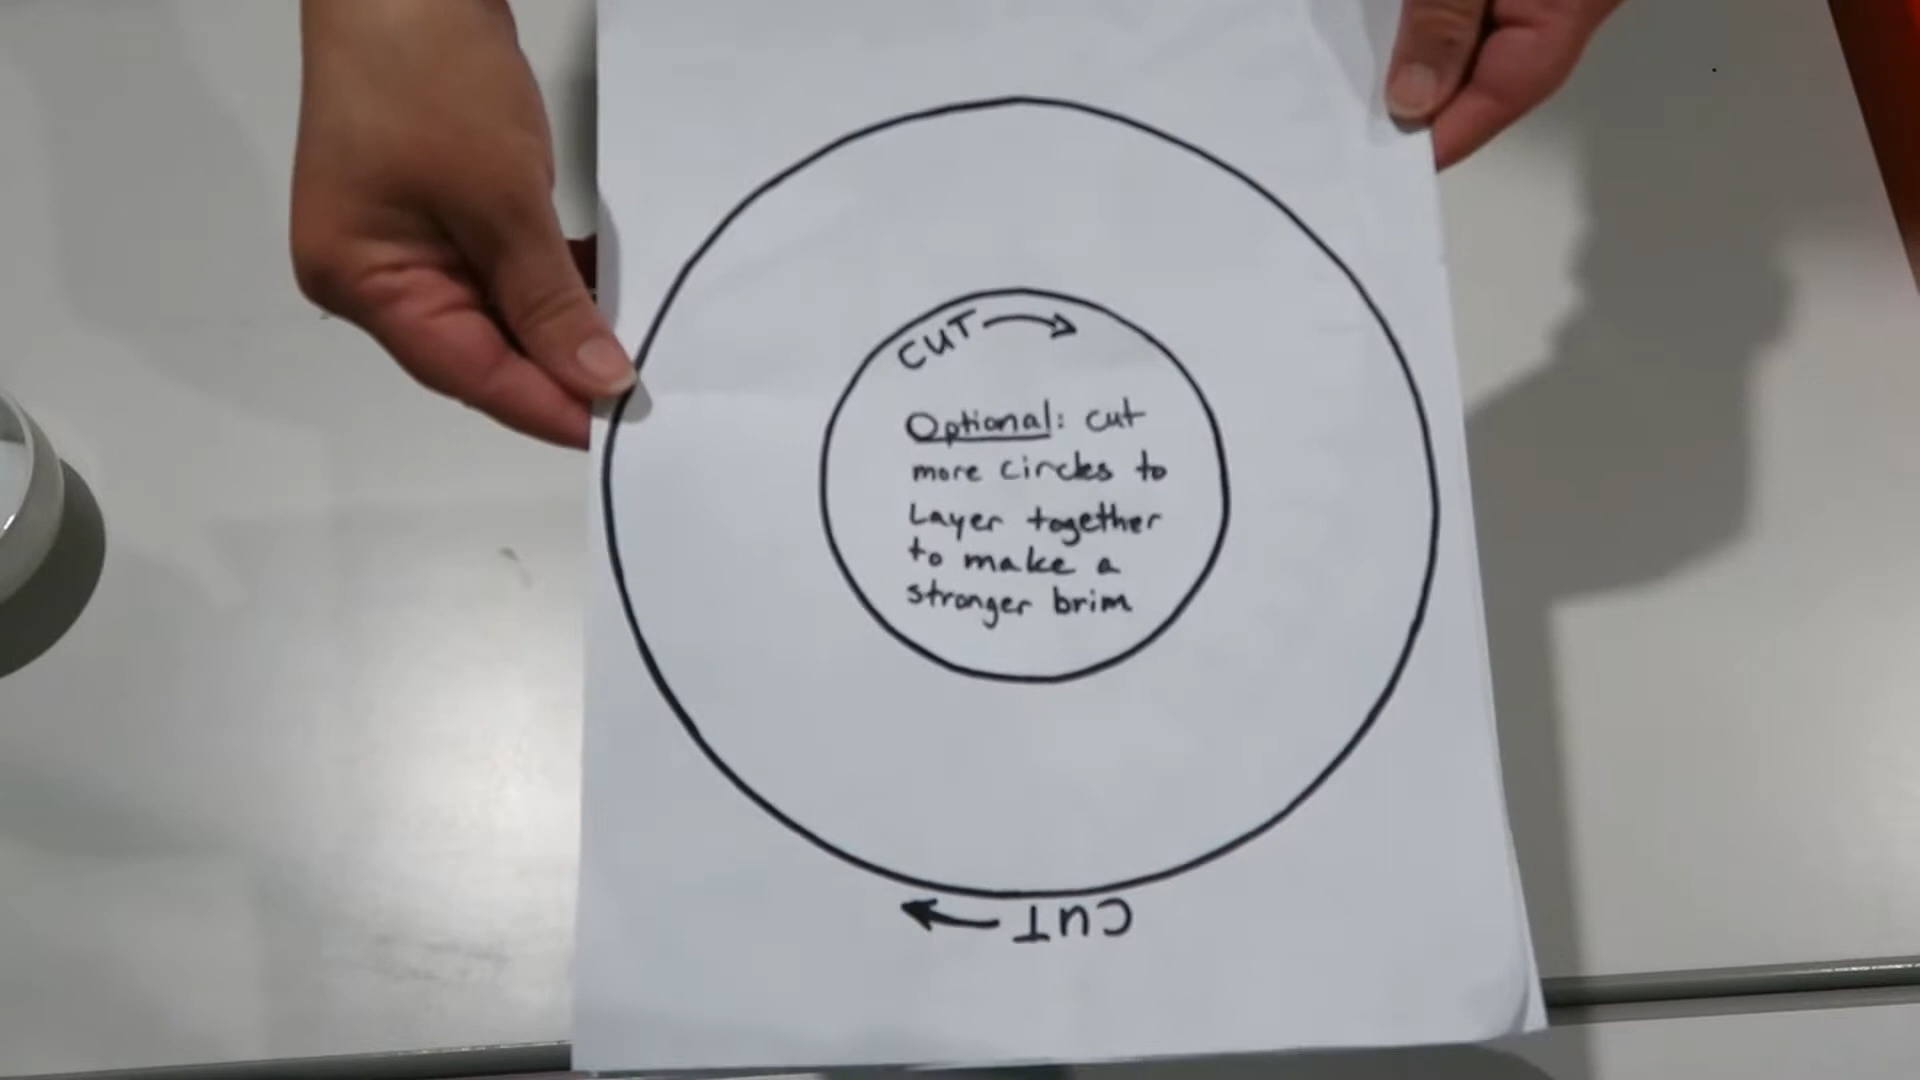 CUT
Optional: cut
more circles to
Layer together
to make a
stronger brim
CUT